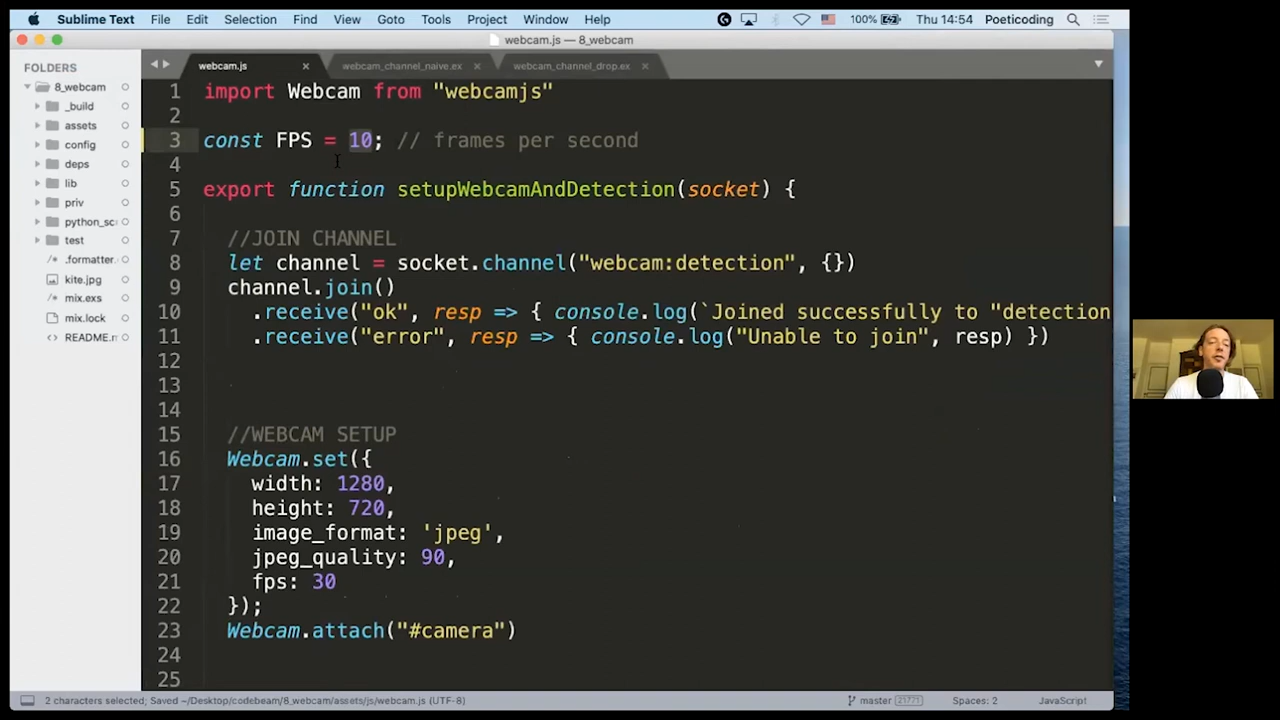 Sublime Text File Edit Selection Find View Goto Tools Project Window Help 100% Thu 14:54 Poeticoding
webcam.js — 8_webcam
FOLDERS
8_webcam
_build
assets
config
deps
lib
priv
python_sc
test
.formatter.
kite.jpg
mix.exs
mix.lock
README.m
webcam.js webcam_channel_naive.ex webcam_channel_drop.ex
1 import Webcam from "webcamjs"
2
3 const FPS = 10; // frames per second
4
5 export function setupWebcamAndDetection(socket) {
6
7 //JOIN CHANNEL
8 let channel = socket.channel("webcam:detection", {})
9 channel.join()
10 .receive("ok", resp => { console.log(`Joined successfully to "detection
11 .receive("error", resp => { console.log("Unable to join", resp) })
12
13
14
15 //WEBCAM SETUP
16 Webcam.set({
17 width: 1280,
18 height: 720,
19 image_format: 'jpeg',
20 jpeg_quality: 90,
21 fps: 30
22 });
23 Webcam.attach("#camera")
24
25
2 characters selected; Saved ~/Desktop/codebeam/8_webcam/assets/js/webcam.js (UTF-8) master 21771 Spaces: 2 JavaScript